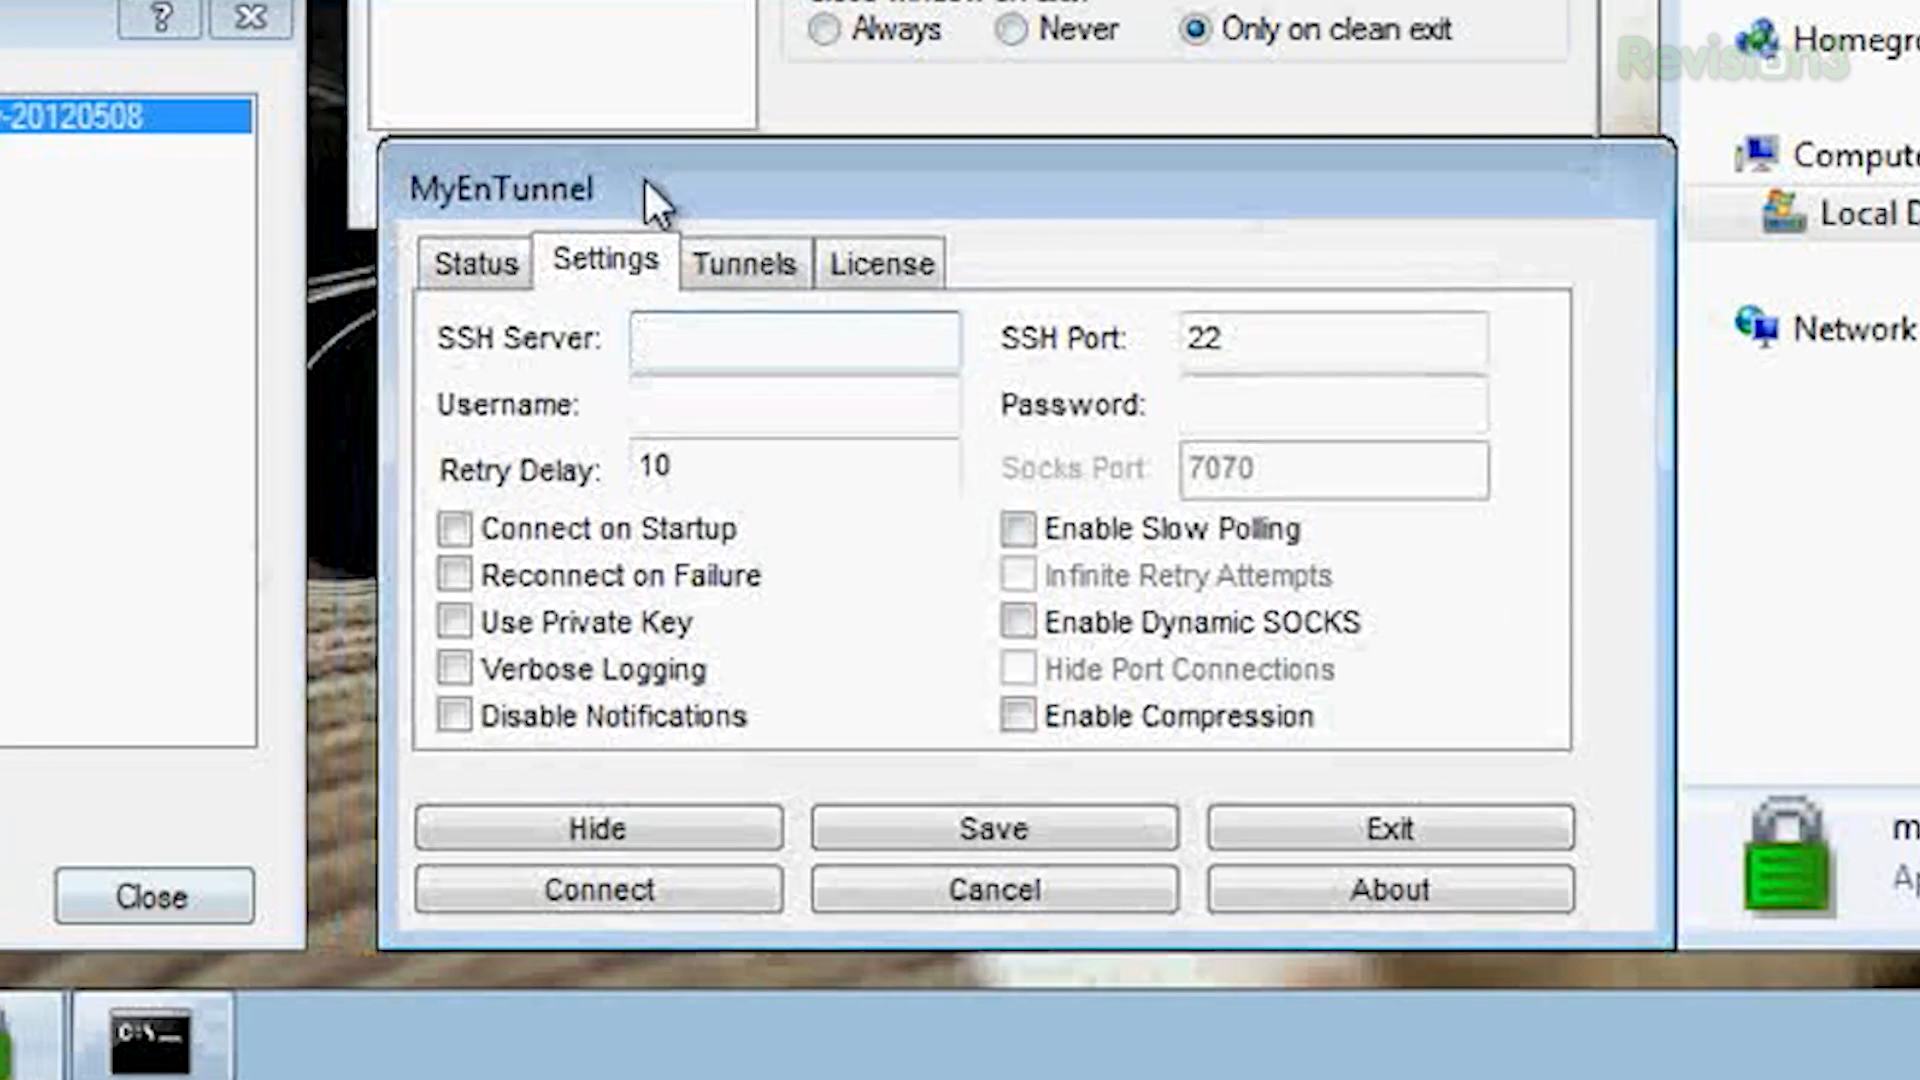 ? X
Always Never Only on clean exit
Revision3
-20120508
MyEnTunnel
Status Settings Tunnels License
SSH Server: SSH Port: 22
Username: Password:
Retry Delay: 10 Socks Port: 7070
Connect on Startup Enable Slow Polling
Reconnect on Failure Infinite Retry Attempts
Use Private Key Enable Dynamic SOCKS
Verbose Logging Hide Port Connections
Disable Notifications Enable Compression
Hide Save Exit
Connect Cancel About
Close
Homegr
Compute
Local D
Network
m
Ap
C:\_